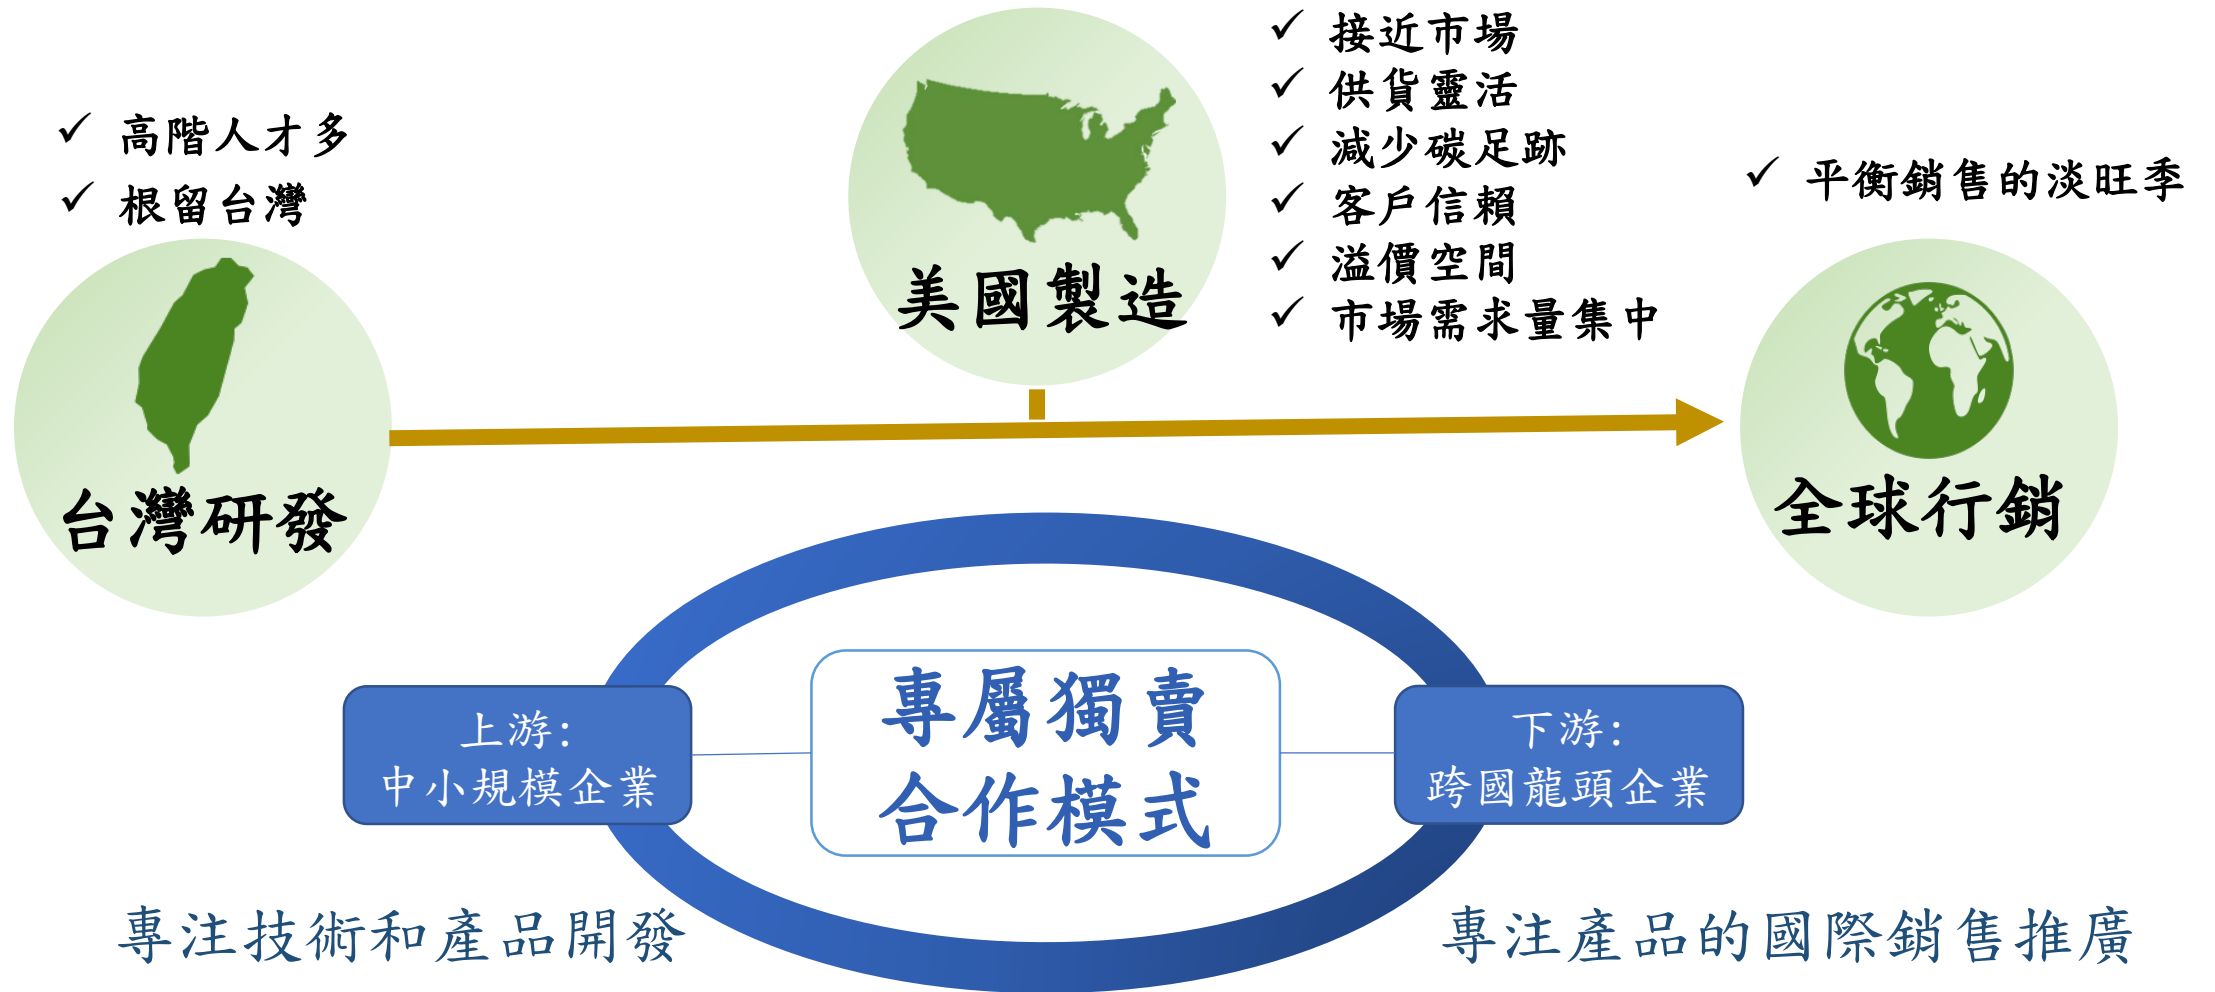 高階人才多
根留台灣
台灣研發
美國製造
接近市場
供貨靈活
減少碳足跡
客戶信賴
溢價空間
市場需求量集中
平衡銷售的淡旺季
全球行銷
上游:
中小規模企業
專屬獨賣
合作模式
下游:
跨國龍頭企業
專注技術和產品開發
專注產品的國際銷售推廣